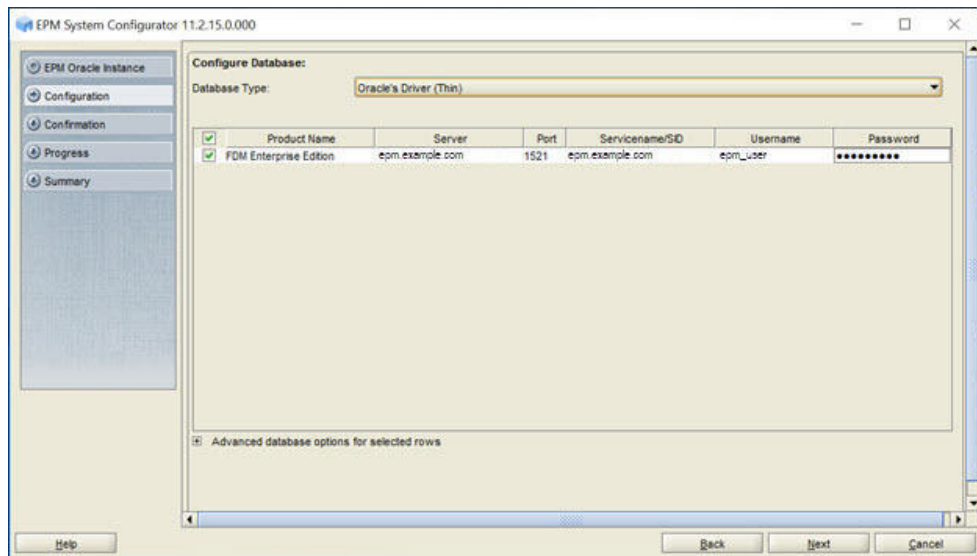 EPM System Configurator 11.2.15.0.000
EPM Oracle Instance
Configuration
Confirmation
Progress
Summary
Configure Database:
Database Type: Oracle's Driver (Thin)
Product Name Server Port Servicename/SID Username Password
FDM Enterprise Edition epm.example.com 1521 epm.example.com epm_user •••••••••
Advanced database options for selected rows
Help Back Next Cancel